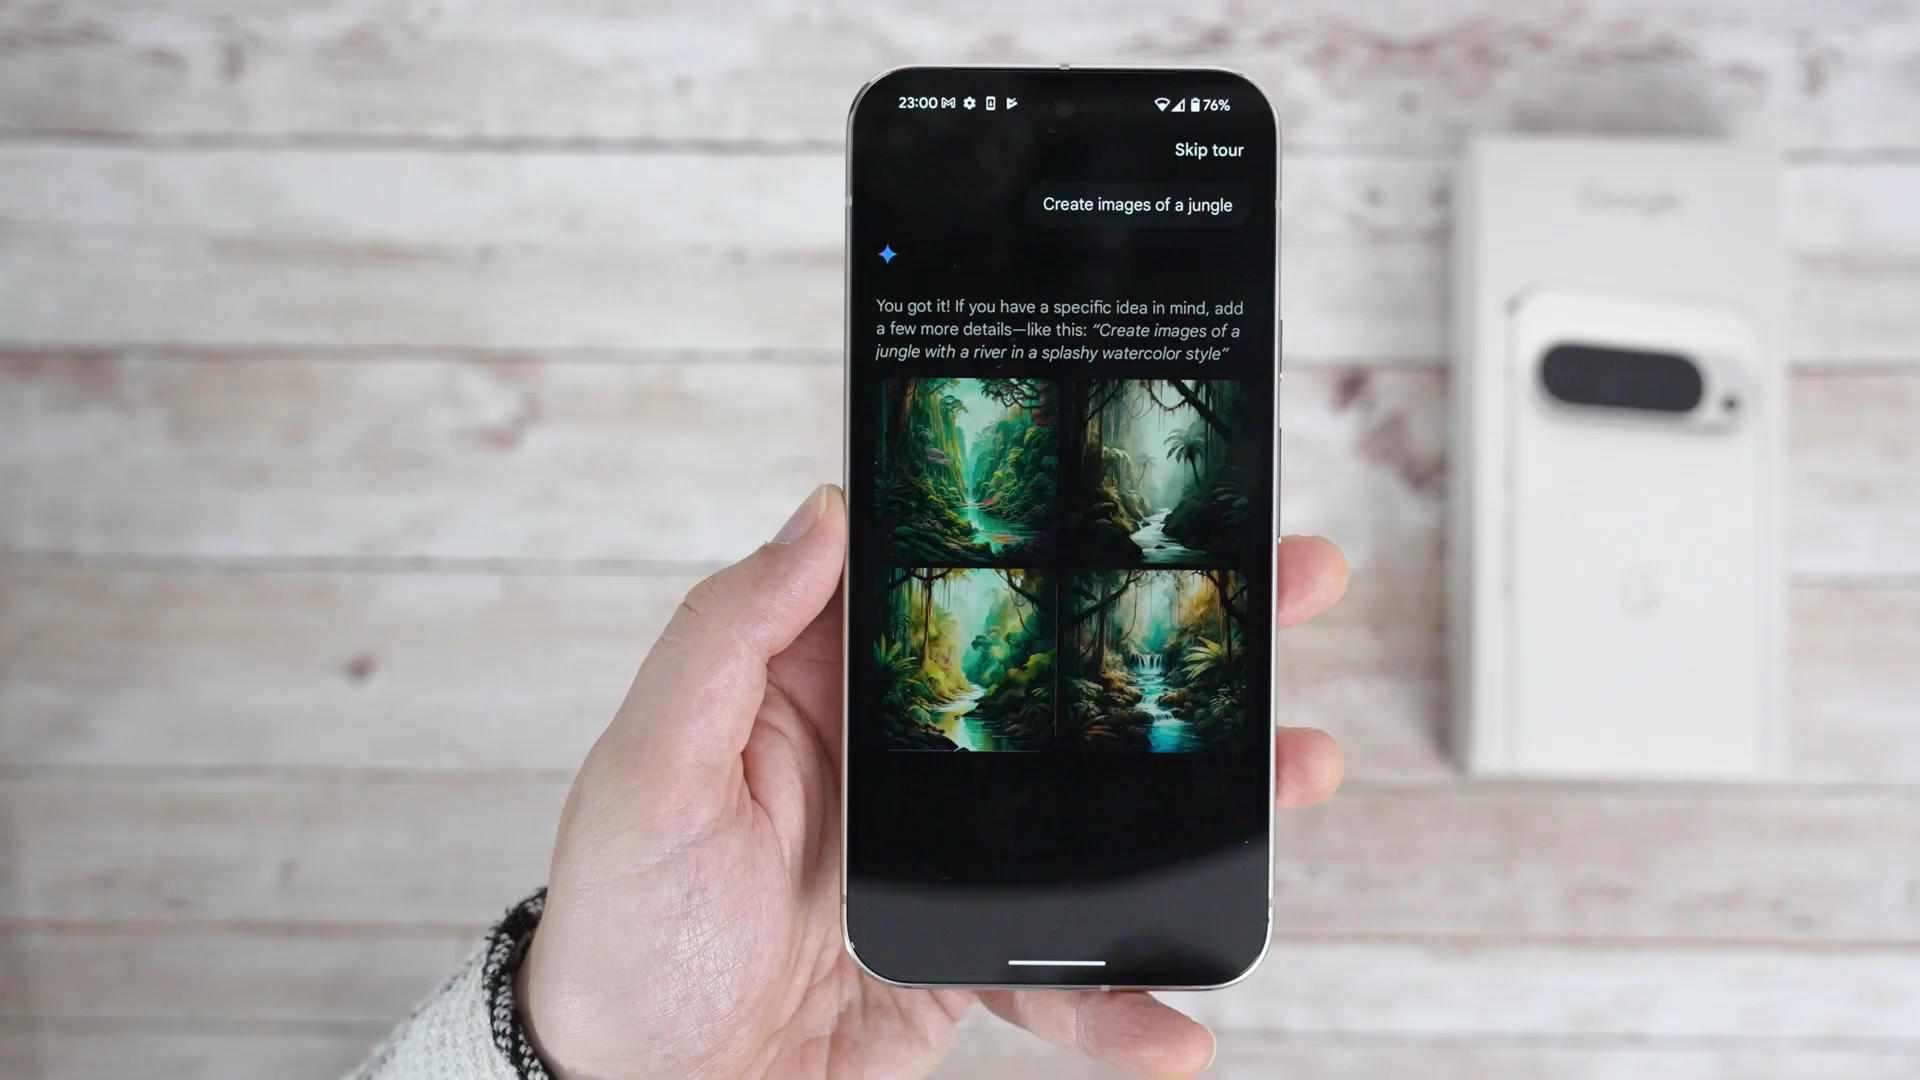 23:00 76%
Skip tour
Create images of a jungle
You got it! If you have a specific idea in mind, add
a few more details—like this: “Create images of a
jungle with a river in a splashy watercolor style”
Google